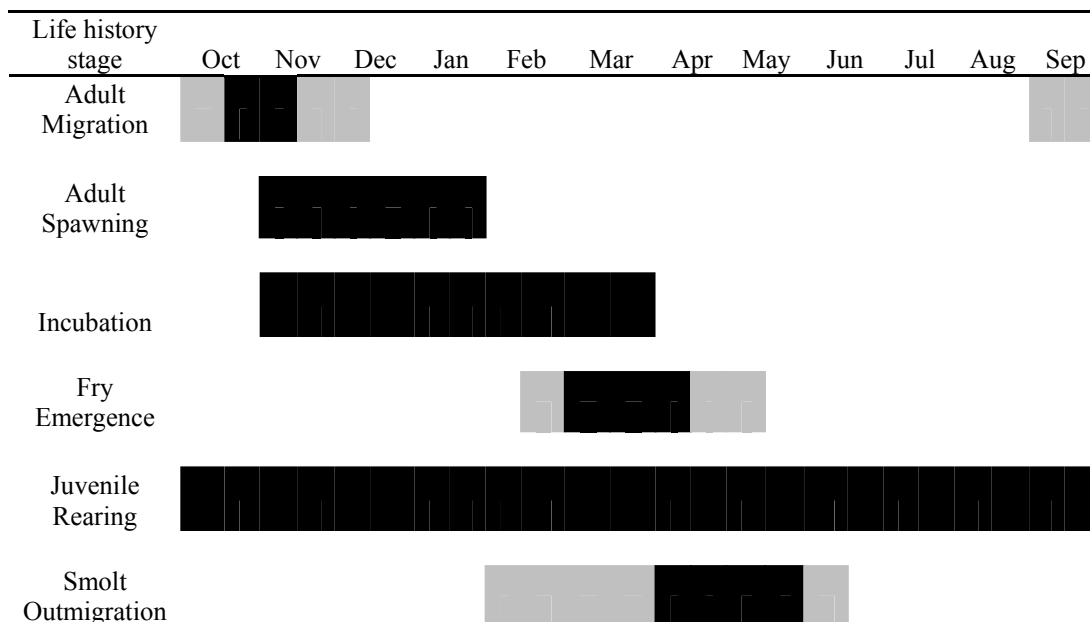 Life history
stage Oct Nov Dec Jan Feb Mar Apr May Jun Jul Aug Sep
Adult
Migration
Adult
Spawning
Incubation
Fry
Emergence
Juvenile
Rearing
Smolt
Outmigration